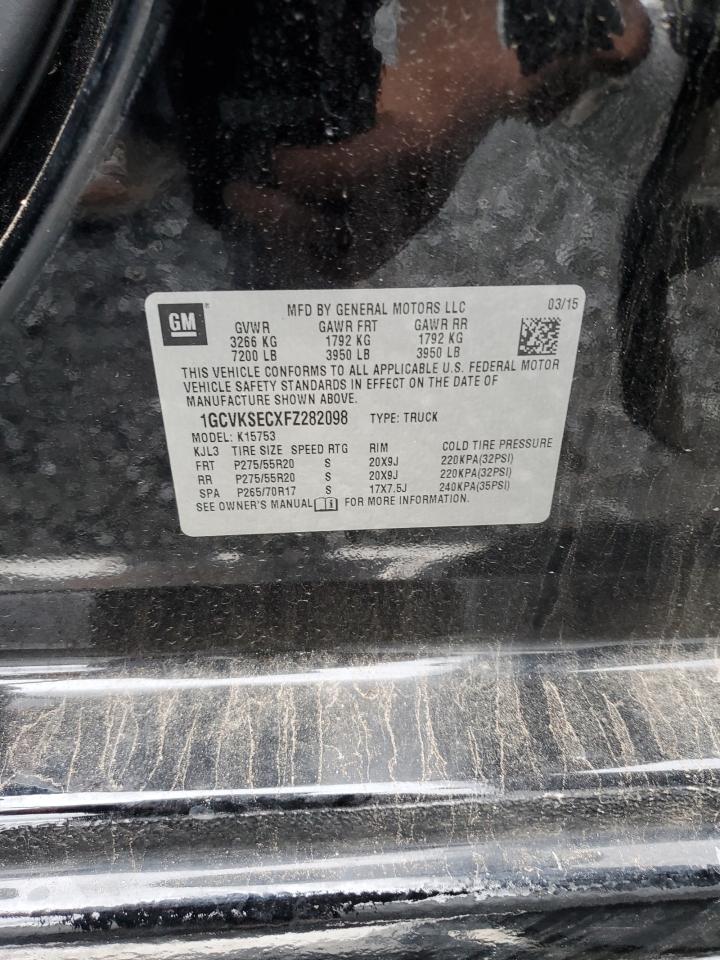 GM
MFD BY GENERAL MOTORS LLC 03/15
GVWR GAWR FRT GAWR RR
3266 KG 1792 KG 1792 KG
7200 LB 3950 LB 3950 LB
THIS VEHICLE CONFORMS TO ALL APPLICABLE U.S. FEDERAL MOTOR
VEHICLE SAFETY STANDARDS IN EFFECT ON THE DATE OF
MANUFACTURE SHOWN ABOVE.
1GCVKSECXFZ282098 TYPE: TRUCK
MODEL: K15753
KJL3 TIRE SIZE SPEED RTG RIM COLD TIRE PRESSURE
FRT P275/55R20 S 20X9J 220KPA(32PSI)
RR P275/55R20 S 20X9J 220KPA(32PSI)
SPA P265/70R17 S 17X7.5J 240KPA(35PSI)
SEE OWNER'S MANUAL FOR MORE INFORMATION.